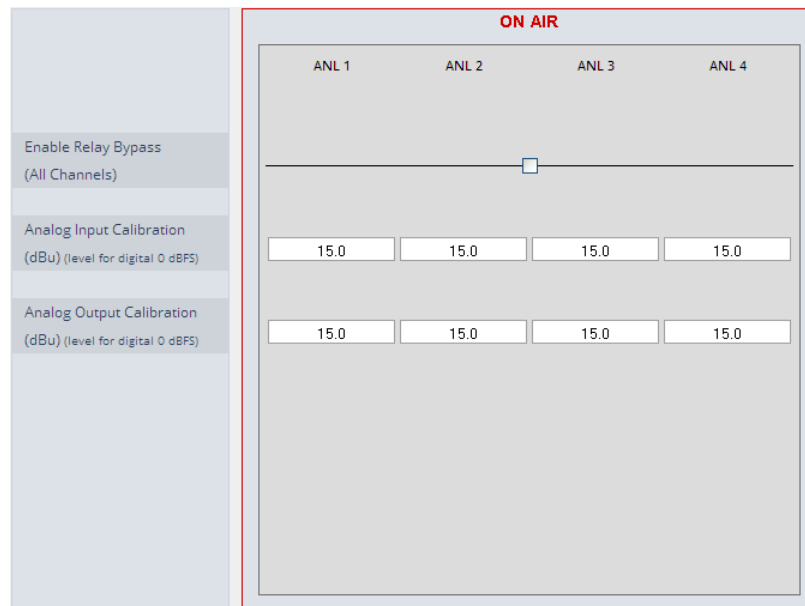 ON AIR
ANL 1 ANL 2 ANL 3 ANL 4
Enable Relay Bypass
(All Channels)
Analog Input Calibration
(dBu) (level for digital 0 dBFS)
15.0 15.0 15.0 15.0
Analog Output Calibration
(dBu) (level for digital 0 dBFS)
15.0 15.0 15.0 15.0